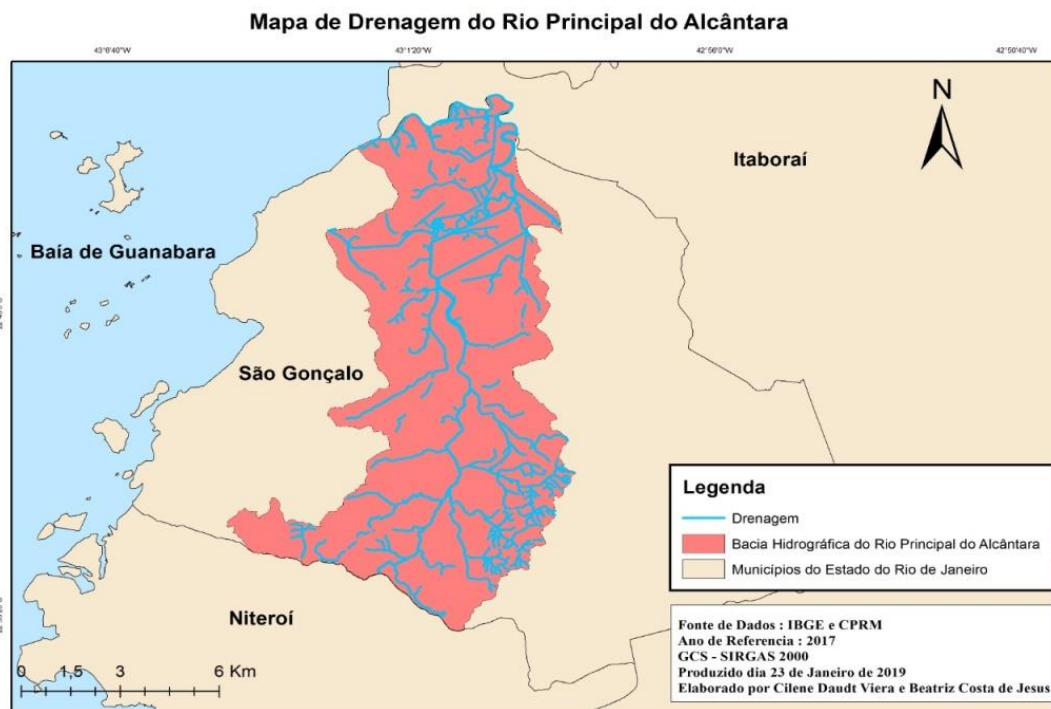 Mapa de Drenagem do Rio Principal do Alcântara
43°8'40"W 43°1'20"W 42°56'0"W 42°50'40"W
N
Itaboraí
Baía de Guanabara
São Gonçalo
Niteroí
Legenda
Drenagem
Bacia Hidrográfica do Rio Principal do Alcântara
Municípios do Estado do Rio de Janeiro
Fonte de Dados : IBGE e CPRM
Ano de Referencia : 2017
GCS - SIRGAS 2000
Produzido dia 23 de Janeiro de 2019
Elaborado por Cilene Daudt Viera e Beatriz Costa de Jesus
0 1,5 3 6 Km